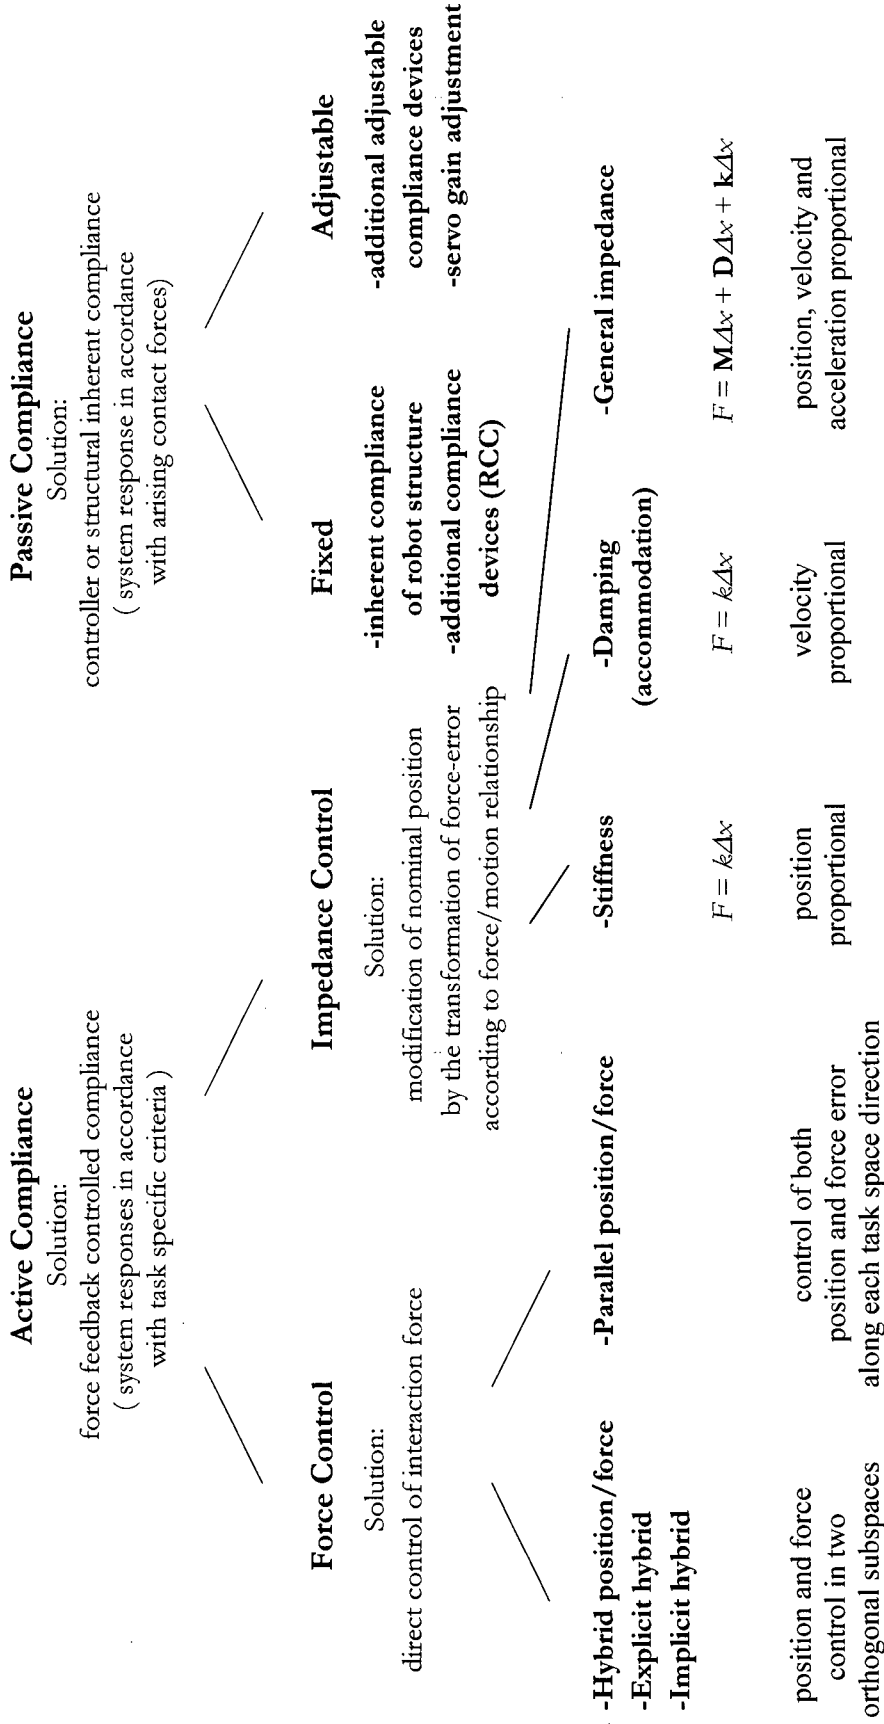 Active Compliance
Solution:
force feedback controlled compliance
( system responses in accordance
with task specific criteria )
Passive Compliance
Solution:
controller or structural inherent compliance
( system response in accordance
with arising contact forces)
Force Control
Solution:
direct control of interaction force
Impedance Control
Solution:
modification of nominal position
by the transformation of force-error
according to force/motion relationship
Fixed
-inherent compliance
of robot structure
-additional compliance
devices (RCC)
Adjustable
-additional adjustable
compliance devices
-servo gain adjustment
-Hybrid position/force
-Explicit hybrid
-Implicit hybrid
position and force
control in two
orthogonal subspaces
-Parallel position/force
control of both
position and force error
along each task space direction
-Stiffness
F = kΔx
position
proportional
-Damping
(accommodation)
F = kΔx
velocity
proportional
-General impedance
F = MΔx + DΔx + kΔx
position, velocity and
acceleration proportional